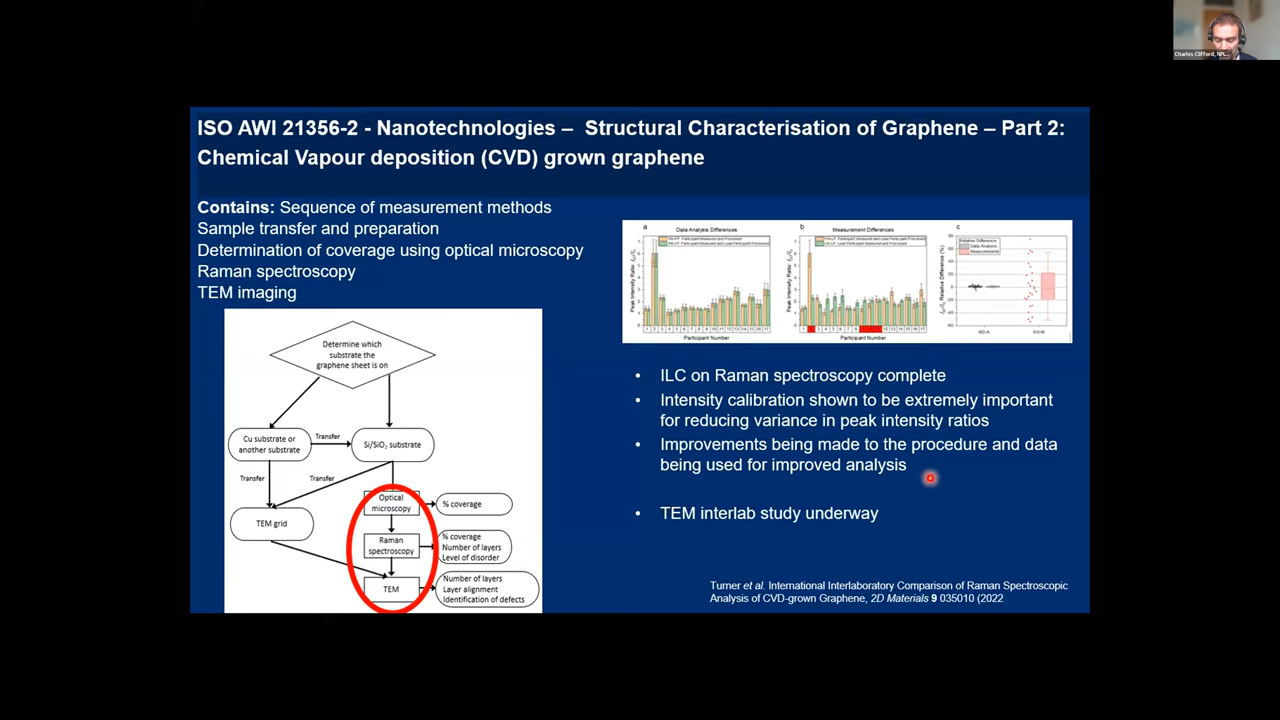 Charles Clifford, NPL...
ISO AWI 21356-2 - Nanotechnologies – Structural Characterisation of Graphene – Part 2:
Chemical Vapour deposition (CVD) grown graphene
Contains: Sequence of measurement methods
Sample transfer and preparation
Determination of coverage using optical microscopy
Raman spectroscopy
TEM imaging
Determine which
substrate the
graphene sheet is on
Cu substrate or
another substrate
Transfer
Si/SiO₂ substrate
Transfer
Transfer
TEM grid
Optical
microscopy
% coverage
Raman
spectroscopy
% coverage
Number of layers
Level of disorder
TEM
Number of layers
Layer alignment
Identification of defects
a
Data Analysis Differences
Participant Number
b
Measurement Differences
Participant Number
c
Relative Difference
Data Analysis
Measurements
RD-A
RD-M
• ILC on Raman spectroscopy complete
• Intensity calibration shown to be extremely important
for reducing variance in peak intensity ratios
• Improvements being made to the procedure and data
being used for improved analysis
• TEM interlab study underway
Turner et al. International Interlaboratory Comparison of Raman Spectroscopic
Analysis of CVD-grown Graphene, 2D Materials 9 035010 (2022